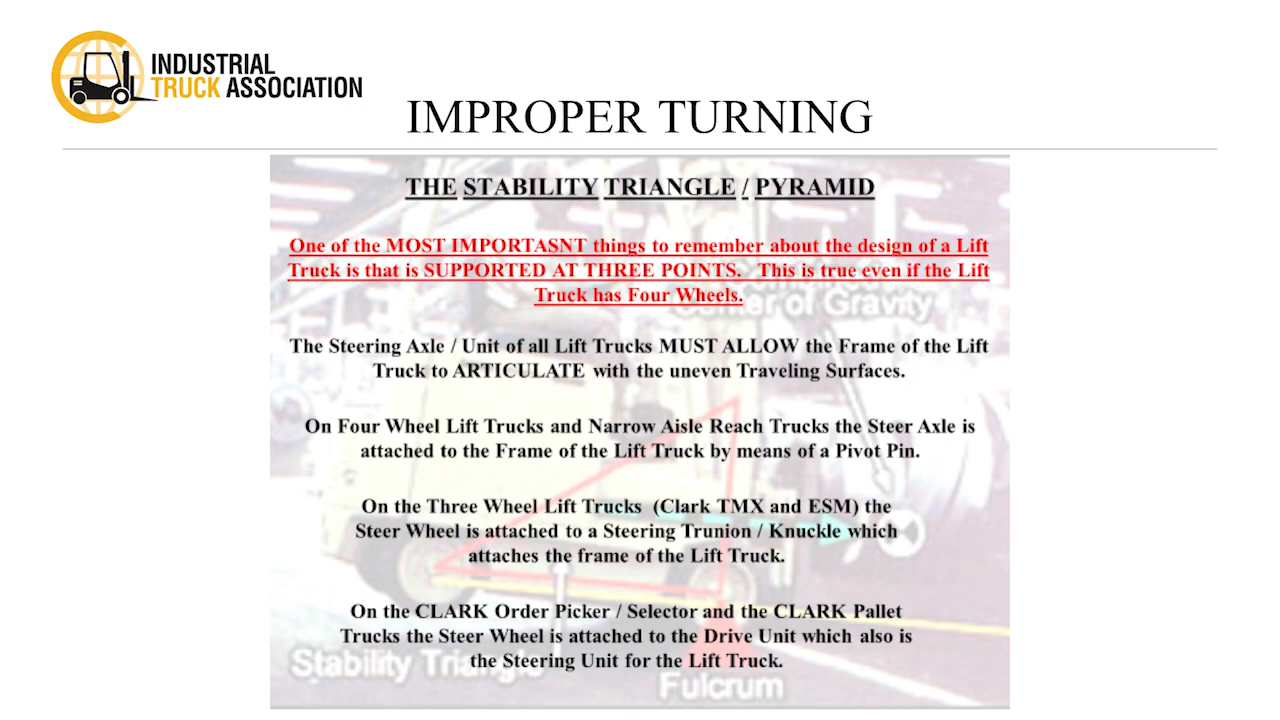 INDUSTRIAL
TRUCK ASSOCIATION
IMPROPER TURNING
THE STABILITY TRIANGLE / PYRAMID
One of the MOST IMPORTASNT things to remember about the design of a Lift
Truck is that is SUPPORTED AT THREE POINTS. This is true even if the Lift
Truck has Four Wheels.
Center of Gravity
The Steering Axle / Unit of all Lift Trucks MUST ALLOW the Frame of the Lift
Truck to ARTICULATE with the uneven Traveling Surfaces.
On Four Wheel Lift Trucks and Narrow Aisle Reach Trucks the Steer Axle is
attached to the Frame of the Lift Truck by means of a Pivot Pin.
On the Three Wheel Lift Trucks (Clark TMX and ESM) the
Steer Wheel is attached to a Steering Trunion / Knuckle which
attaches the frame of the Lift Truck.
On the CLARK Order Picker / Selector and the CLARK Pallet
Trucks the Steer Wheel is attached to the Drive Unit which also is
the Steering Unit for the Lift Truck.
Stability Triangle
Fulcrum